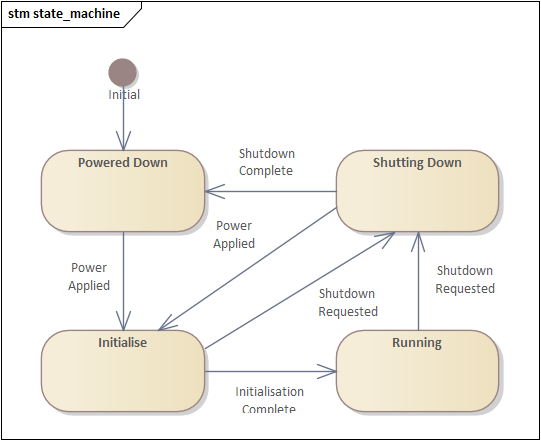 stm state_machine
Initial
Powered Down
Shutdown
Complete
Shutting Down
Power
Applied
Power
Applied
Shutdown
Requested
Shutdown
Requested
Initialise
Running
Initialisation
Complete